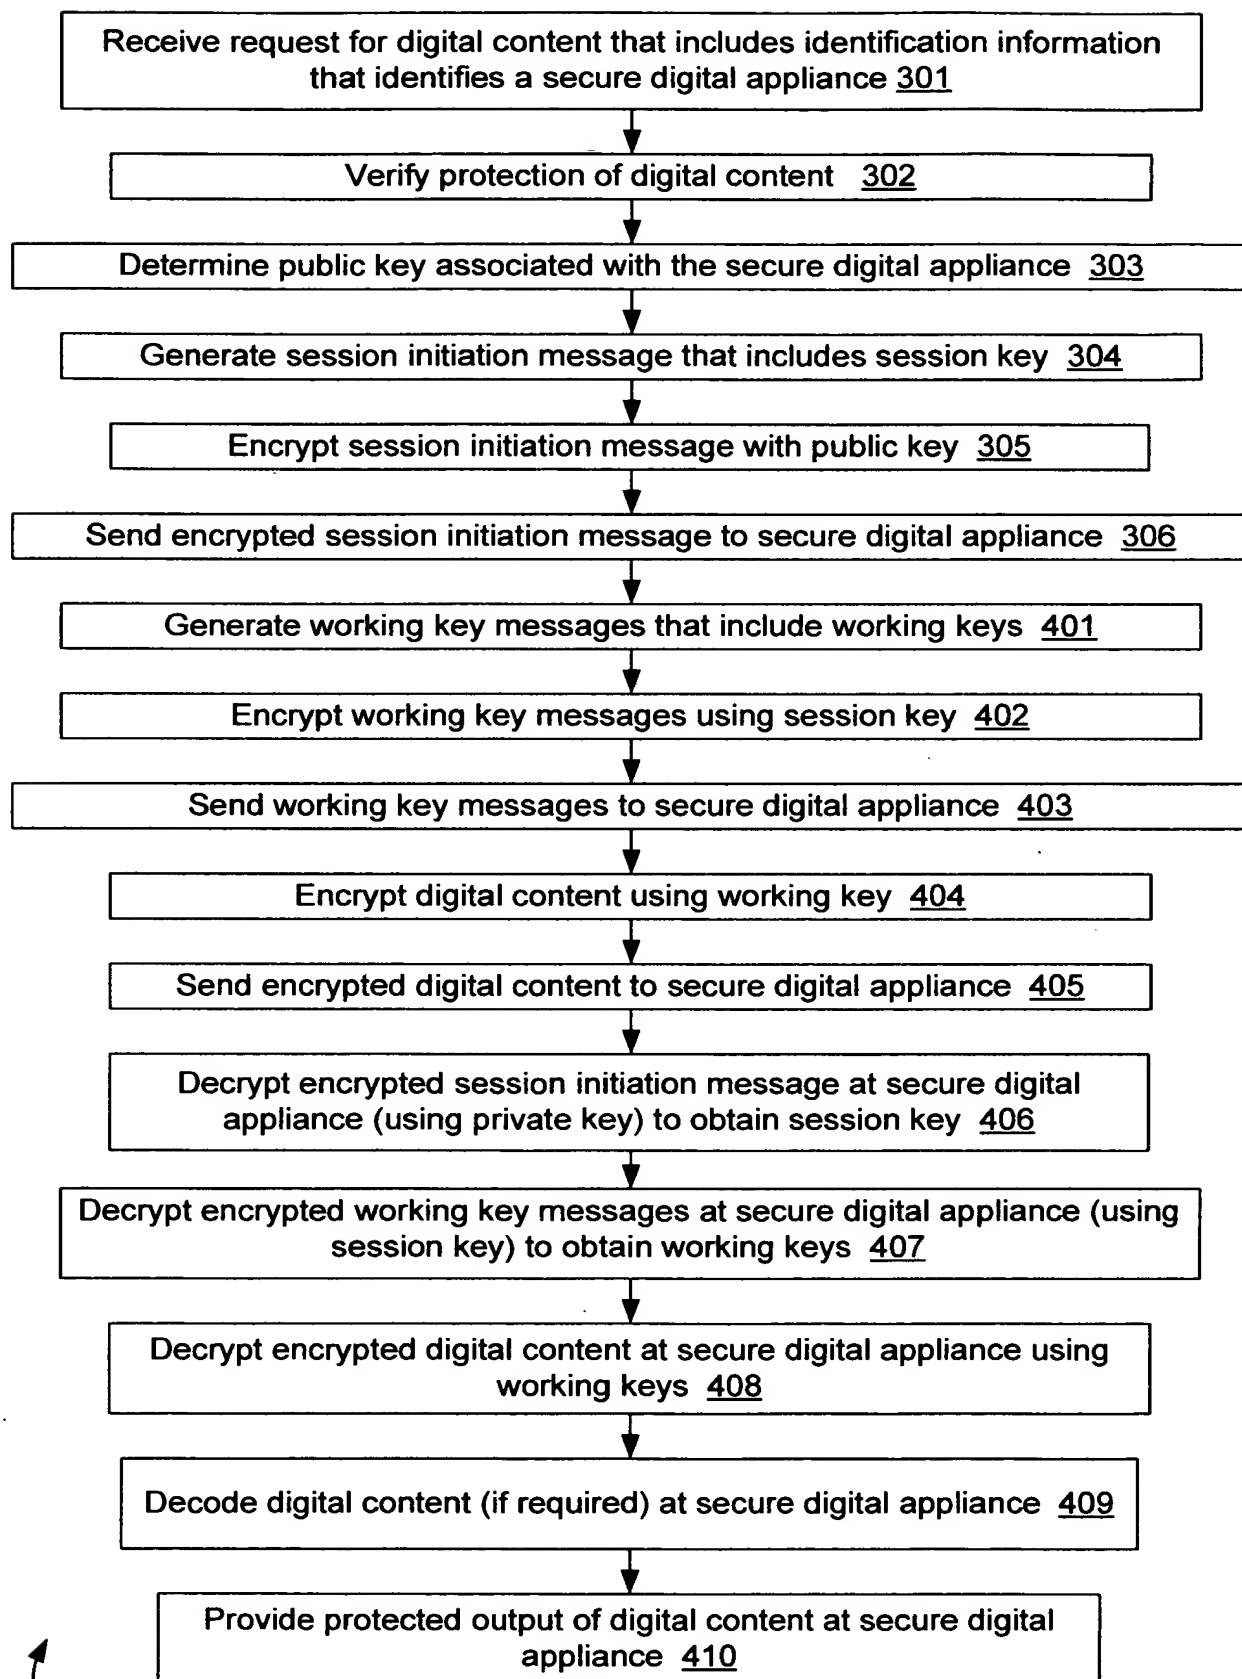 Receive request for digital content that includes identification information
that identifies a secure digital appliance 301
Verify protection of digital content 302
Determine public key associated with the secure digital appliance 303
Generate session initiation message that includes session key 304
Encrypt session initiation message with public key 305
Send encrypted session initiation message to secure digital appliance 306
Generate working key messages that include working keys 401
Encrypt working key messages using session key 402
Send working key messages to secure digital appliance 403
Encrypt digital content using working key 404
Send encrypted digital content to secure digital appliance 405
Decrypt encrypted session initiation message at secure digital
appliance (using private key) to obtain session key 406
Decrypt encrypted working key messages at secure digital appliance (using
session key) to obtain working keys 407
Decrypt encrypted digital content at secure digital appliance using
working keys 408
Decode digital content (if required) at secure digital appliance 409
Provide protected output of digital content at secure digital
appliance 410